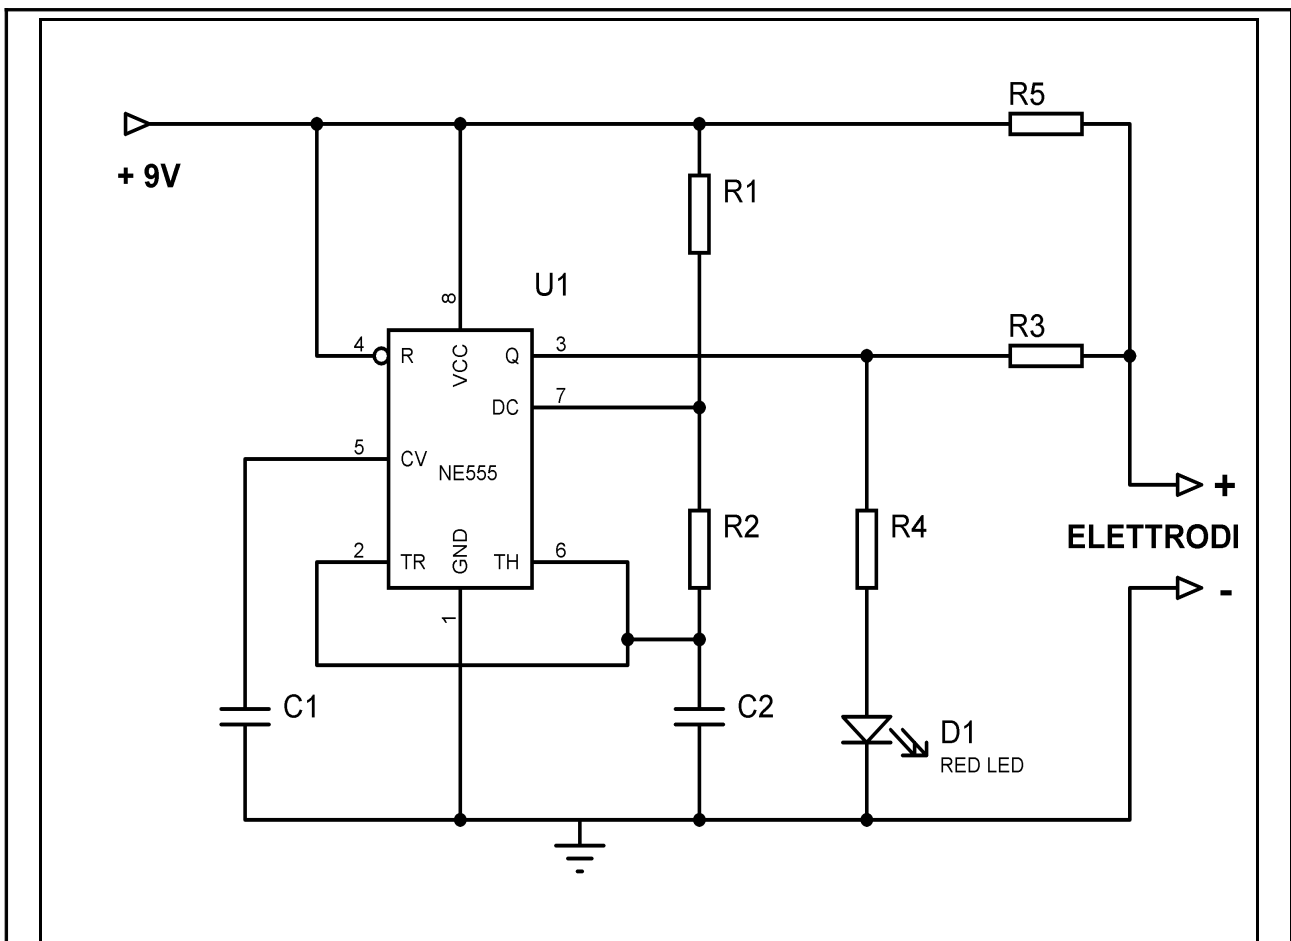 R5
+ 9V
R1
U1
8
4
R
VCC
Q
3
R3
DC
7
5
CV
NE555
+
R2
R4
ELETTRODI
2
TR
GND
TH
6
-
1
C1
C2
D1
RED LED